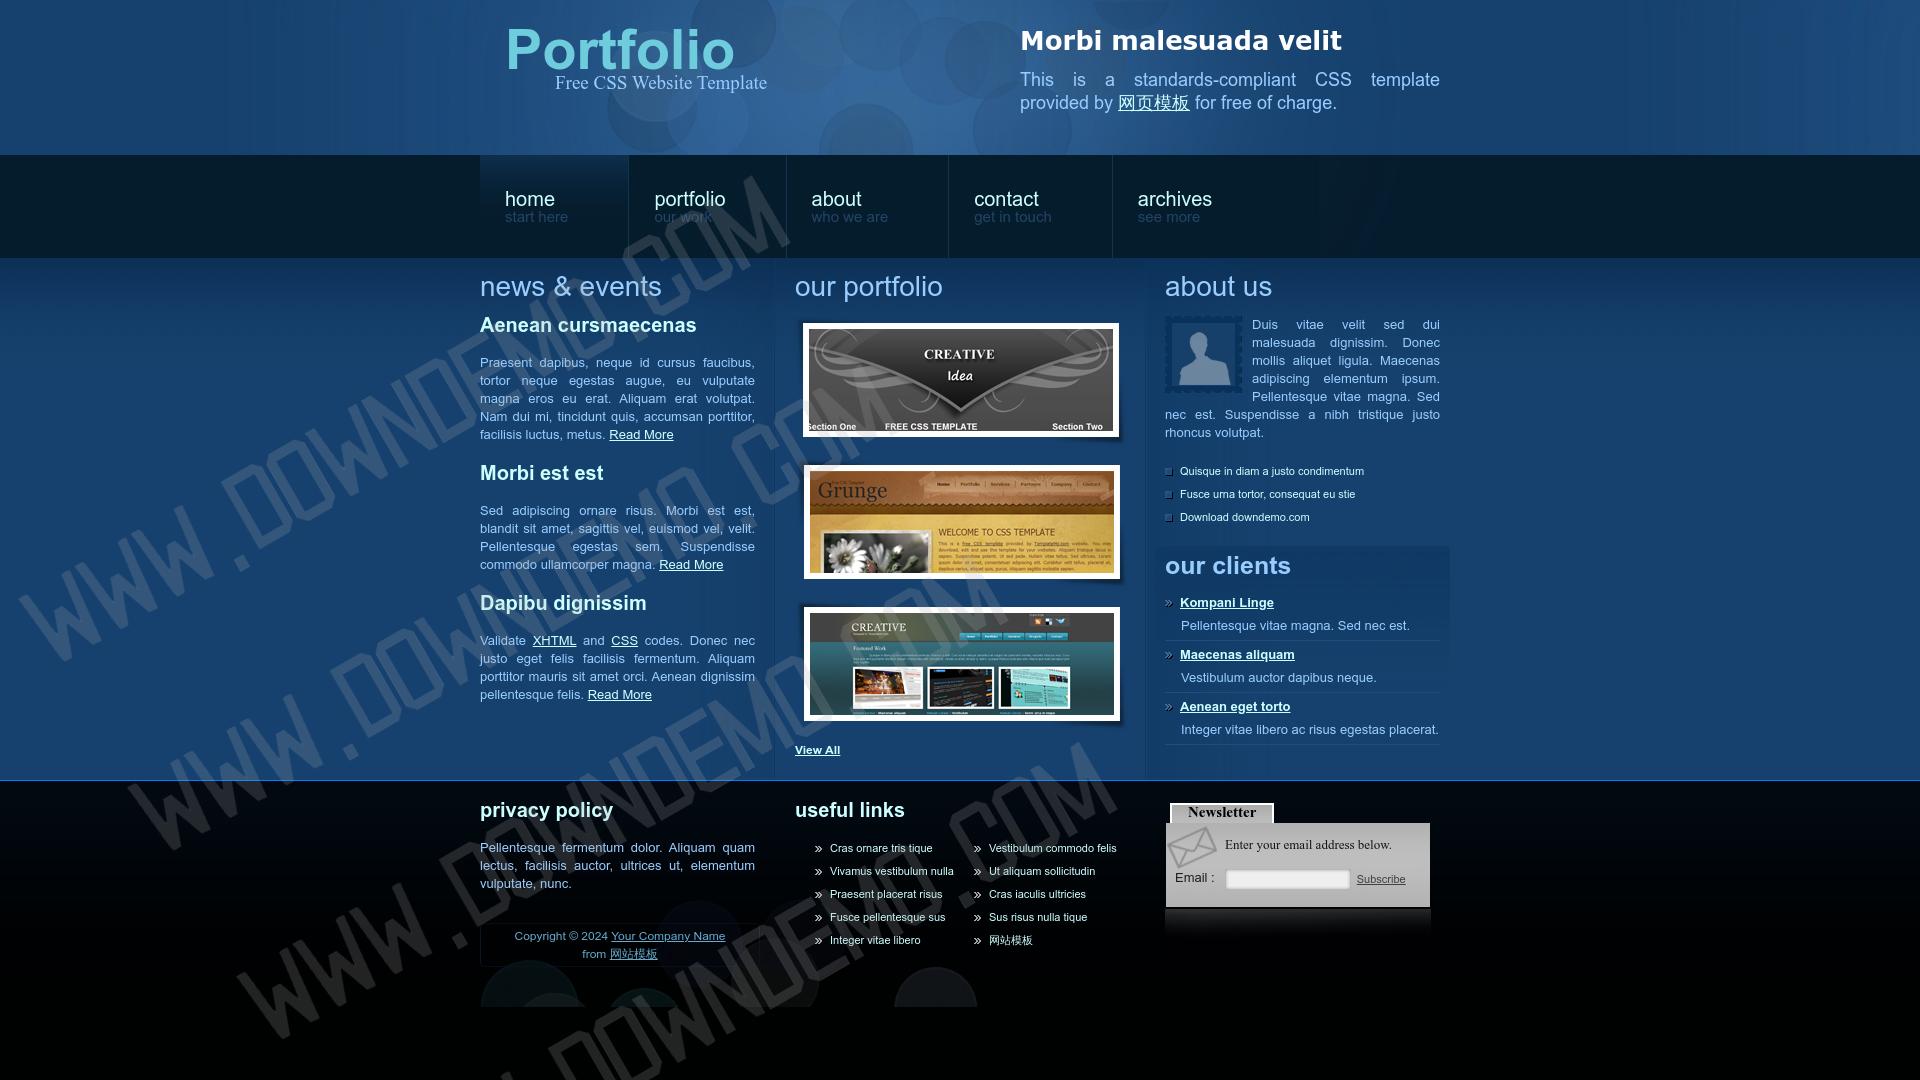 Portfolio
Free CSS Website Template
Morbi malesuada velit
This is a standards-compliant CSS template
provided by 网页模板 for free of charge.
home
start here
portfolio
our work
about
who we are
contact
get in touch
archives
see more
news & events
Aenean cursmaecenas
Praesent dapibus, neque id cursus faucibus,
tortor neque egestas augue, eu vulputate
magna eros eu erat. Aliquam erat volutpat.
Nam dui mi, tincidunt quis, accumsan porttitor,
facilisis luctus, metus. Read More
Morbi est est
Sed adipiscing ornare risus. Morbi est est,
blandit sit amet, sagittis vel, euismod vel, velit.
Pellentesque egestas sem. Suspendisse
commodo ullamcorper magna. Read More
Dapibu dignissim
Validate XHTML and CSS codes. Donec nec
justo eget felis facilisis fermentum. Aliquam
porttitor mauris sit amet orci. Aenean dignissim
pellentesque felis. Read More
our portfolio
CREATIVE
Idea
Section One
FREE CSS TEMPLATE
Section Two
Grunge
Home Portfolio Services Partners Company Contact
WELCOME TO CSS TEMPLATE
CREATIVE
Featured Work
View All
about us
Duis vitae velit sed dui
malesuada dignissim. Donec
mollis aliquet ligula. Maecenas
adipiscing elementum ipsum.
Pellentesque vitae magna. Sed
nec est. Suspendisse a nibh tristique justo
rhoncus volutpat.
Quisque in diam a justo condimentum
Fusce urna tortor, consequat eu stie
Download downdemo.com
our clients
» Kompani Linge
Pellentesque vitae magna. Sed nec est.
» Maecenas aliquam
Vestibulum auctor dapibus neque.
» Aenean eget torto
Integer vitae libero ac risus egestas placerat.
privacy policy
Pellentesque fermentum dolor. Aliquam quam
lectus, facilisis auctor, ultrices ut, elementum
vulputate, nunc.
Copyright © 2024 Your Company Name
from 网站模板
useful links
» Cras ornare tris tique
» Vivamus vestibulum nulla
» Praesent placerat risus
» Fusce pellentesque sus
» Integer vitae libero
» Vestibulum commodo felis
» Ut aliquam sollicitudin
» Cras iaculis ultricies
» Sus risus nulla tique
» 网站模板
Newsletter
Enter your email address below.
Email :
Subscribe
WWW.DOWNDEMO.COM
WWW.DOWNDEMO.COM
WWW.DOWNDEMO.COM
DOWNDEMO.COM